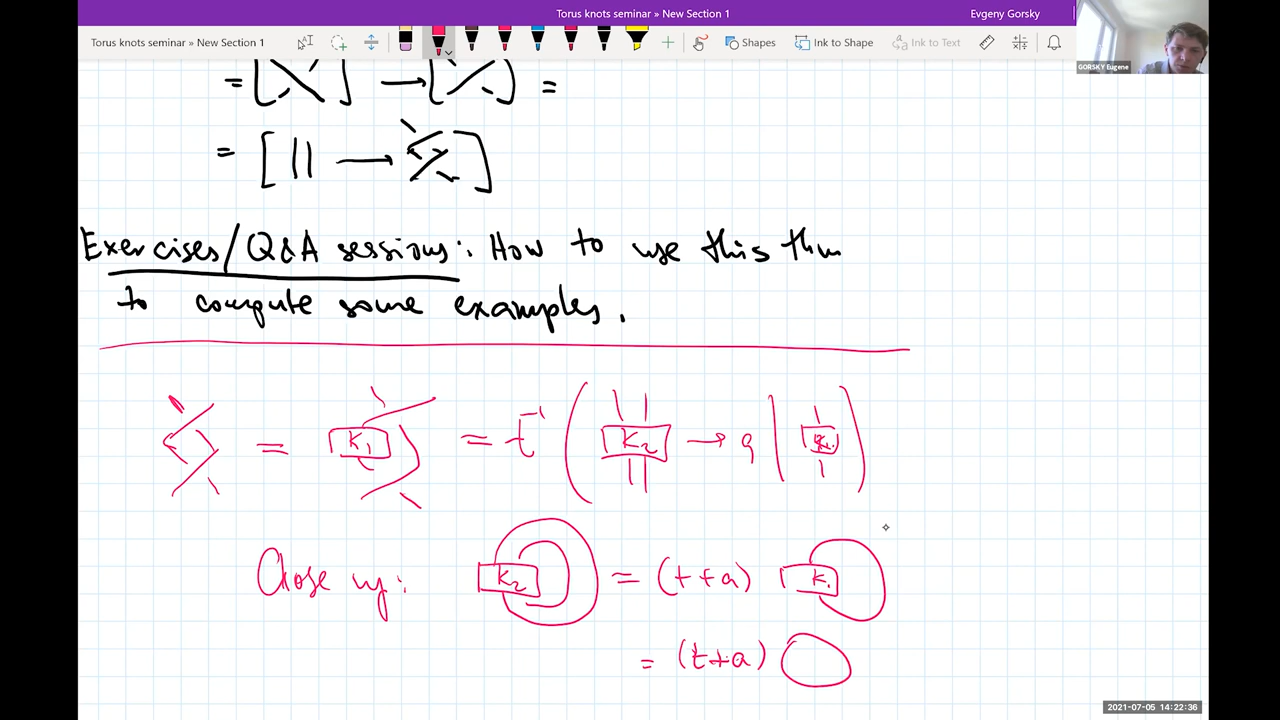 Torus knots seminar » New Section 1
Evgeny Gorsky
Torus knots seminar » New Section 1
Shapes
Ink to Shape
Ink to Text
GORSKY Eugene
= [ ] → [ ] =
= [ || → ]
Exercises/Q&A sessions: How to use this thm
to compute some examples.
= K₁ = t⁻¹ ( K₂ → q | K₁ )
Close up: K₂ = (t+a) K₁
= (t+a)
2021-07-05 14:22:36